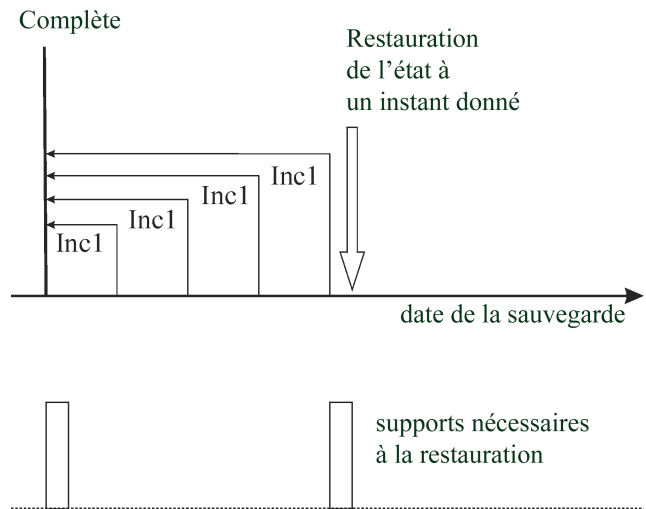 Complète
Restauration
de l'état à
un instant donné
Inc1
Inc1
Inc1
Inc1
date de la sauvegarde
supports nécessaires
à la restauration